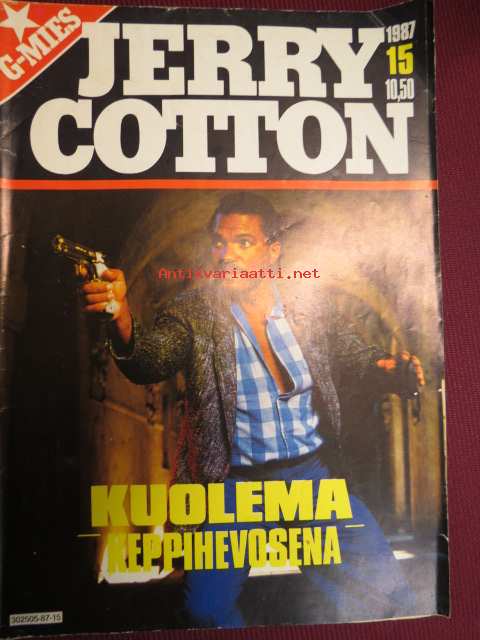 G-MIES
JERRY
COTTON
1987
15
10,50
Antikvariaatti.net
KUOLEMA
KEPPIHEVOSENA
302505-87-15